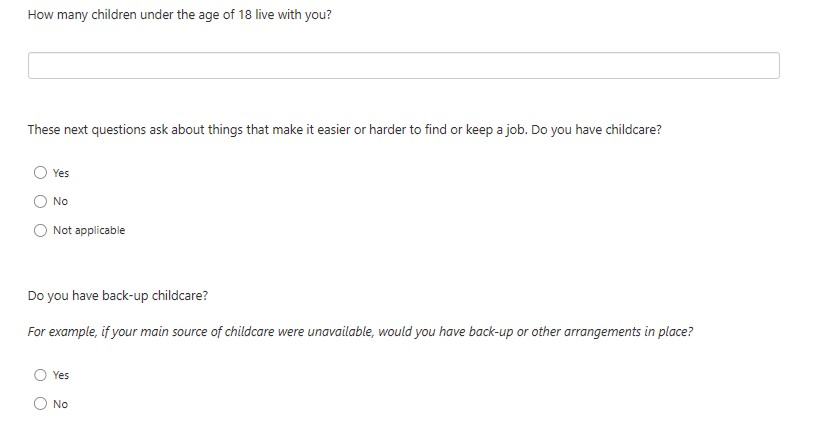 How many children under the age of 18 live with you?
These next questions ask about things that make it easier or harder to find or keep a job. Do you have childcare?
Yes
No
Not applicable
Do you have back-up childcare?
For example, if your main source of childcare were unavailable, would you have back-up or other arrangements in place?
Yes
No